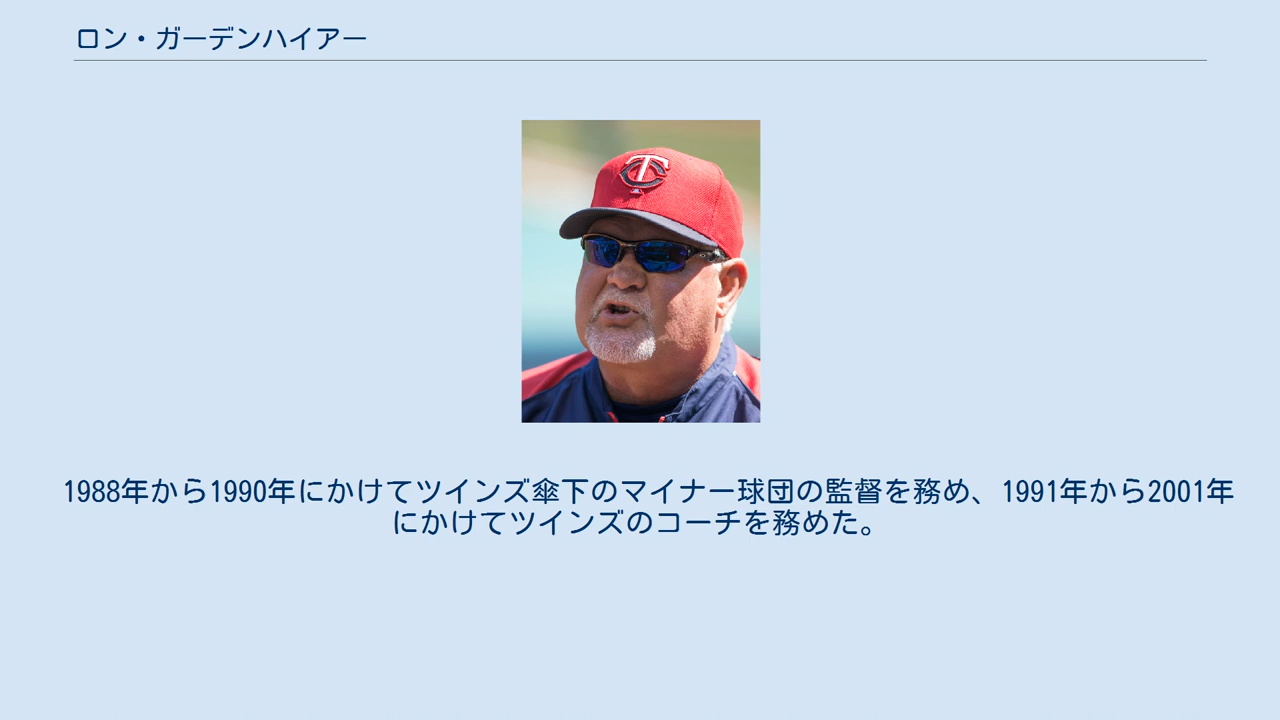 ロン・ガーデンハイアー
TC
1988年から1990年にかけてツインズ傘下のマイナー球団の監督を務め、1991年から2001年
にかけてツインズのコーチを務めた。